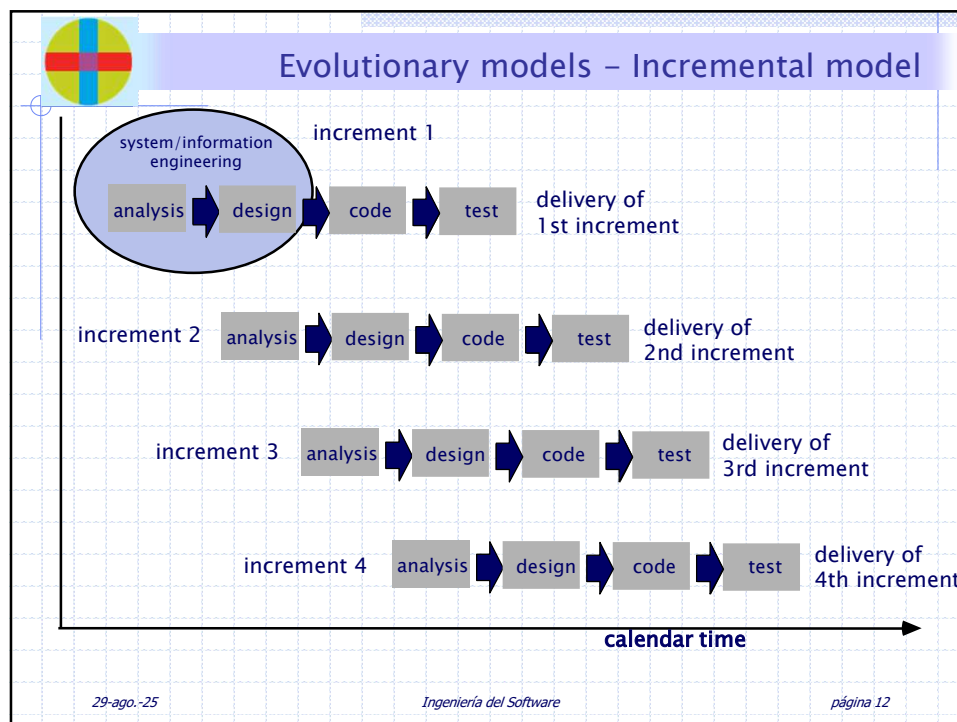 Evolutionary models – Incremental model
increment 1
system/information
engineering
analysis design code test
delivery of
1st increment
increment 2
analysis design code test
delivery of
2nd increment
increment 3
analysis design code test
delivery of
3rd increment
increment 4
analysis design code test
delivery of
4th increment
calendar time
29-ago.-25 Ingeniería del Software página 12